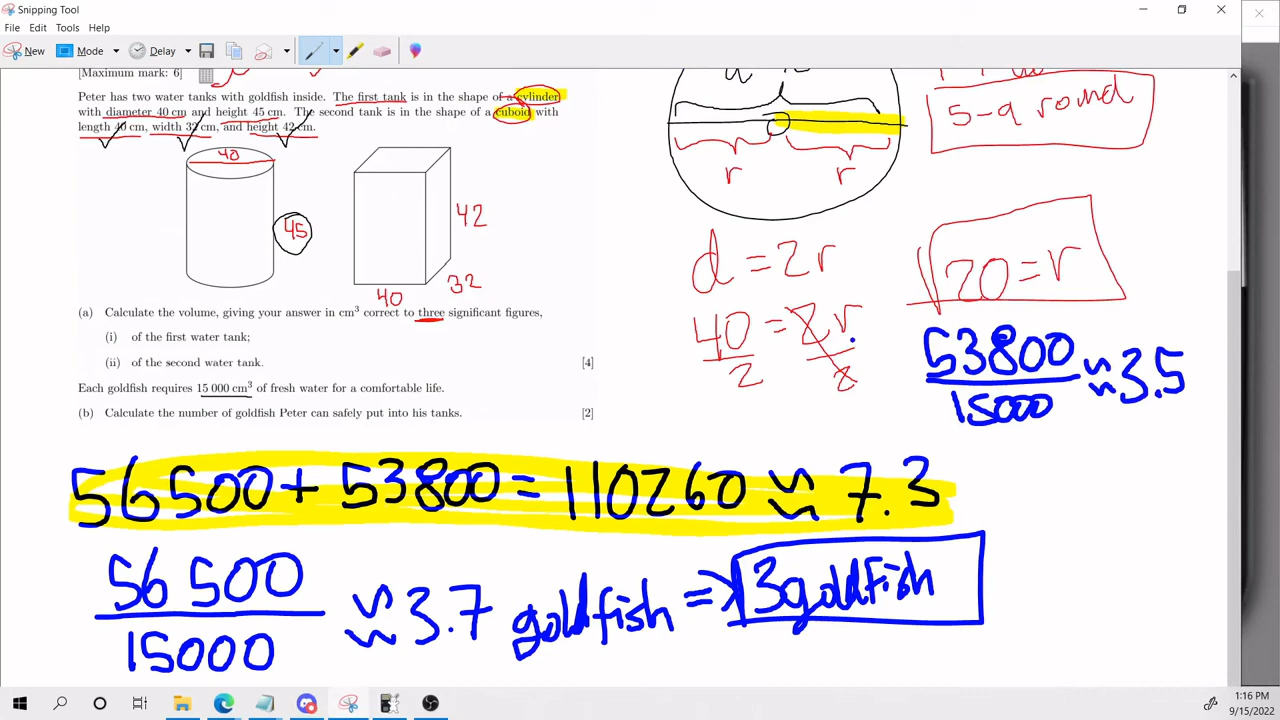 Snipping Tool
File Edit Tools Help
New Mode Delay
[Maximum mark: 6]
Peter has two water tanks with goldfish inside. The first tank is in the shape of a cylinder
with diameter 40 cm and height 45 cm. The second tank is in the shape of a cuboid with
length 40 cm, width 32 cm, and height 42 cm.
40
45
42
32
40
(a) Calculate the volume, giving your answer in cm³ correct to three significant figures,
(i) of the first water tank;
(ii) of the second water tank. [4]
Each goldfish requires 15 000 cm³ of fresh water for a comfortable life.
(b) Calculate the number of goldfish Peter can safely put into his tanks. [2]
r r
d = 2r
40 = 2r
2 2
5-9 round
20 = r
53800
15000
≈ 3.5
56500 + 53800 = 110260 ≈ 7.3
56500
15000
≈ 3.7 goldfish = 3 goldfish
1:16 PM
9/15/2022